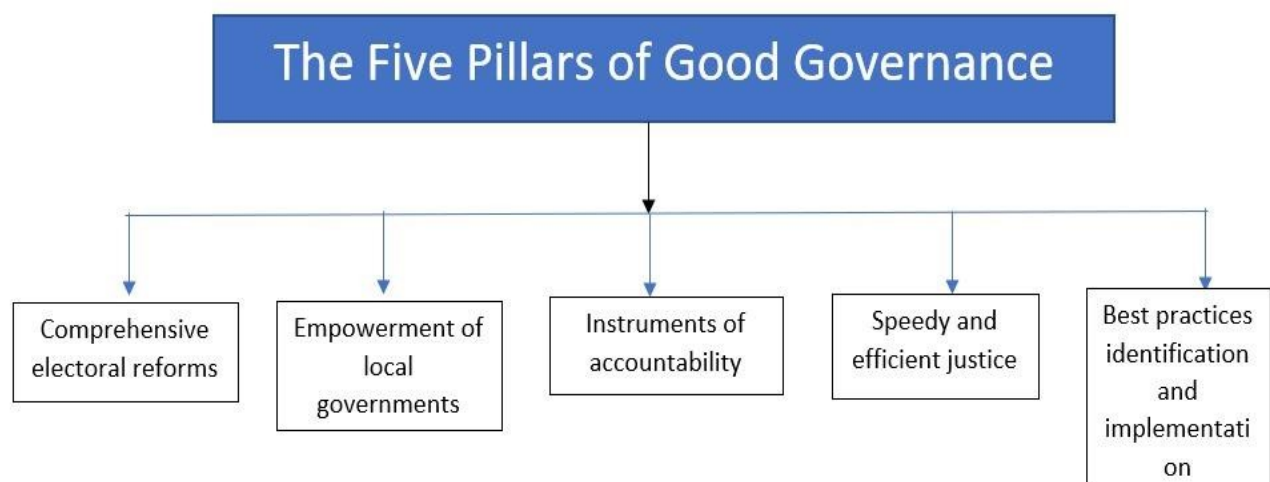 The Five Pillars of Good Governance
Comprehensive
electoral reforms
Empowerment of
local
governments
Instruments of
accountability
Speedy and
efficient justice
Best practices
identification
and
implementati
on